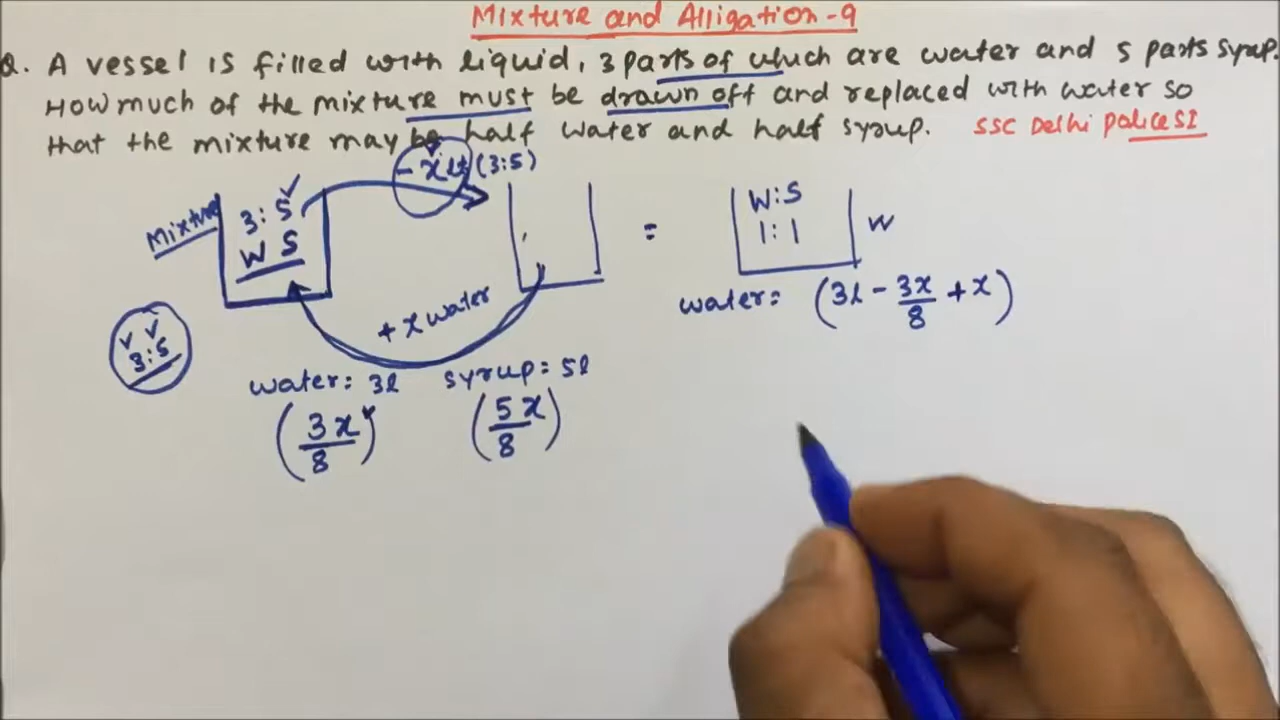 Mixture and Alligation-9
Q. A vessel is filled with liquid, 3 parts of which are water and 5 parts syrup.
How much of the mixture must be drawn off and replaced with water so
that the mixture may be half water and half syrup. SSC Delhi Police SI
- x lt (3:5)
Mixture
3:5
W S
W:S
1:1
=
W
+ x water
water: (3l - 3x/8 + x)
3:5
water: 3l syrup: 5l
(3x/8) (5x/8)